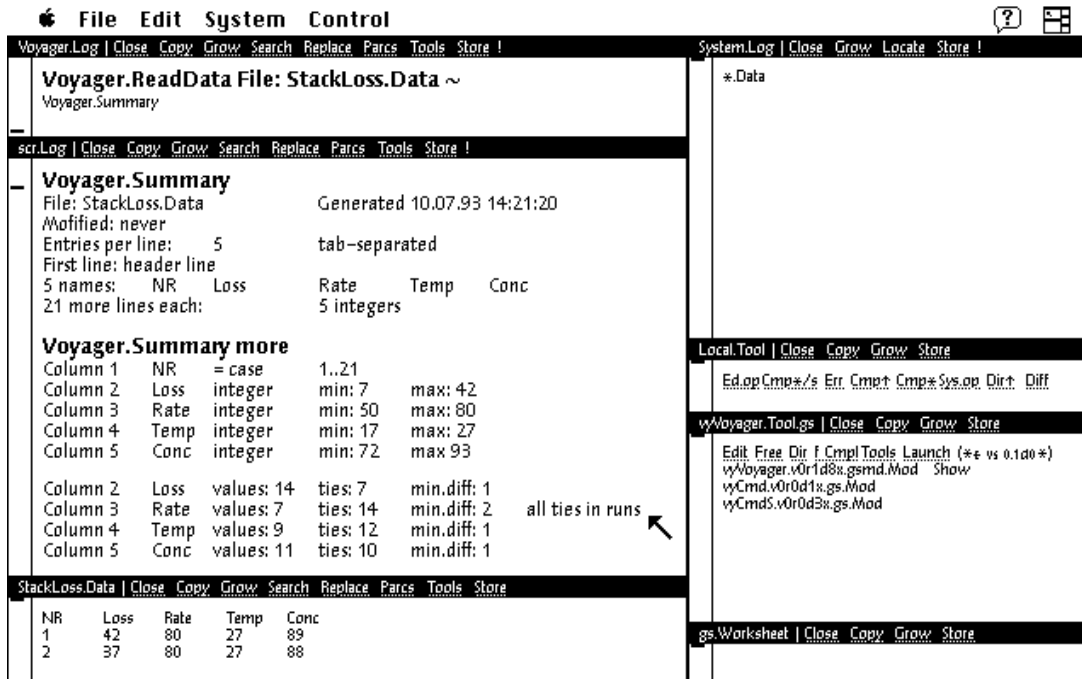 File Edit System Control
Voyager.Log | Close Copy Grow Search Replace Parcs Tools Store !
Voyager.ReadData File: StackLoss.Data ~
Voyager.Summary
scr.Log | Close Copy Grow Search Replace Parcs Tools Store !
Voyager.Summary
File: StackLoss.Data Generated 10.07.93 14:21:20
Mofified: never
Entries per line: 5 tab-separated
First line: header line
5 names: NR Loss Rate Temp Conc
21 more lines each: 5 integers
Voyager.Summary more
Column 1 NR = case 1..21
Column 2 Loss integer min: 7 max: 42
Column 3 Rate integer min: 50 max: 80
Column 4 Temp integer min: 17 max: 27
Column 5 Conc integer min: 72 max 93
Column 2 Loss values: 14 ties: 7 min.diff: 1
Column 3 Rate values: 7 ties: 14 min.diff: 2 all ties in runs
Column 4 Temp values: 9 ties: 12 min.diff: 1
Column 5 Conc values: 11 ties: 10 min.diff: 1
StackLoss.Data | Close Copy Grow Search Replace Parcs Tools Store
NR Loss Rate Temp Conc
1 42 80 27 89
2 37 80 27 88
System.Log | Close Grow Locate Store !
*.Data
Local.Tool | Close Copy Grow Store
Ed.op Cmp*/s Err Cmp↑ Cmp* Sys.op Dir↑ Diff
vyVoyager.Tool.gs | Close Copy Grow Store
Edit Free Dir f Cmpl Tools Launch (*± vs 0.1d0*)
vyVoyager.v0r1d8x.gsmd.Mod Show
vyCmd.v0r0d1x.gs.Mod
vyCmdS.v0r0d3x.gs.Mod
gs.Worksheet | Close Copy Grow Store